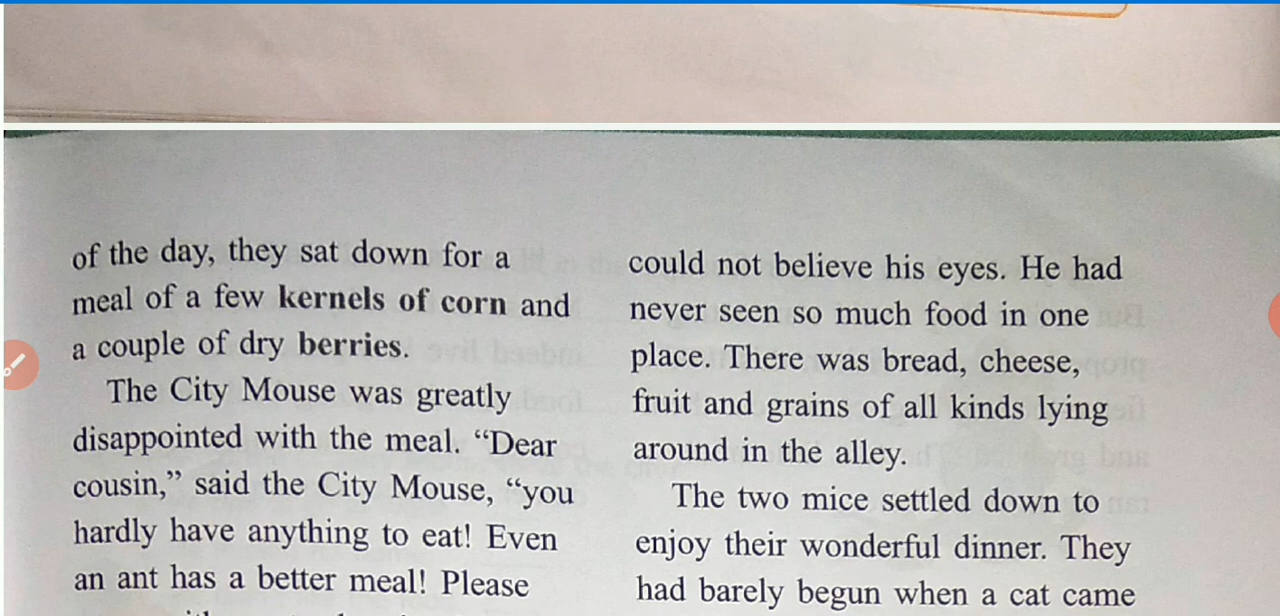 of the day, they sat down for a
meal of a few kernels of corn and
a couple of dry berries.
The City Mouse was greatly
disappointed with the meal. “Dear
cousin,” said the City Mouse, “you
hardly have anything to eat! Even
an ant has a better meal! Please
could not believe his eyes. He had
never seen so much food in one
place. There was bread, cheese,
fruit and grains of all kinds lying
around in the alley.
The two mice settled down to
enjoy their wonderful dinner. They
had barely begun when a cat came